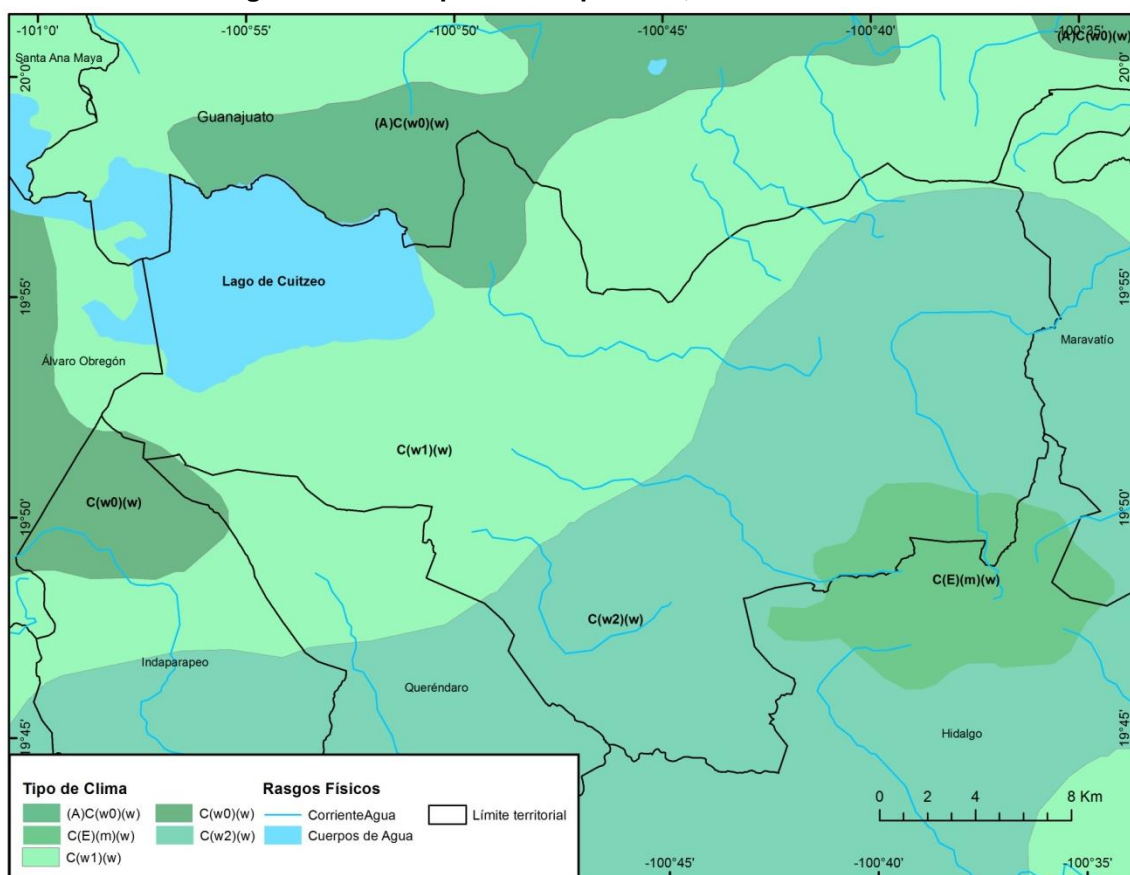 -101°0'
-100°55'
-100°50'
-100°45'
-100°40'
-100°35'
(A)C(w0)(w)
Santa Ana Maya
20°0'
20°0'
Guanajuato
(A)C(w0)(w)
Lago de Cuitzeo
19°55'
19°55'
Maravatío
Álvaro Obregón
C(w1)(w)
C(w0)(w)
19°50'
19°50'
C(E)(m)(w)
C(w2)(w)
Indaparapeo
Queréndaro
Hidalgo
19°45'
19°45'
Tipo de Clima
(A)C(w0)(w)
C(E)(m)(w)
C(w1)(w)
C(w0)(w)
C(w2)(w)
Rasgos Físicos
CorrienteAgua
Cuerpos de Agua
Límite territorial
0 2 4 8 Km
-100°45'
-100°40'
-100°35'